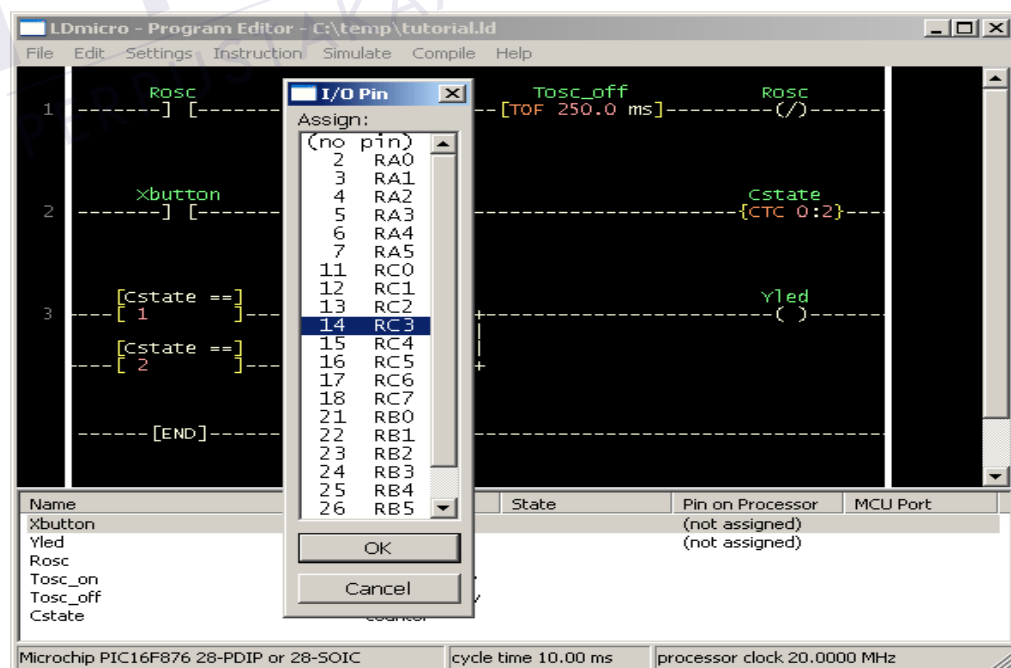 LDmicro - Program Editor - C:\temp\tutorial.ld
File Edit Settings Instruction Simulate Compile Help
Rosc Tosc_off Rosc
1 -------] [------- -[TOF 250.0 ms]---------(/)------
Xbutton Cstate
2 -------] [------- -----------------------{CTC 0:2}----
[Cstate ==] Yled
3 ----[ 1 ]--- +--------------------------( )------
[Cstate ==]
----[ 2 ]--- +
------[END]------
I/O Pin
Assign:
(no pin)
2 RA0
3 RA1
4 RA2
5 RA3
6 RA4
7 RA5
11 RC0
12 RC1
13 RC2
14 RC3
15 RC4
16 RC5
17 RC6
18 RC7
21 RB0
22 RB1
23 RB2
24 RB3
25 RB4
26 RB5
OK
Cancel
Name State Pin on Processor MCU Port
Xbutton (not assigned)
Yled (not assigned)
Rosc
Tosc_on
Tosc_off
Cstate
Microchip PIC16F876 28-PDIP or 28-SOIC cycle time 10.00 ms processor clock 20.0000 MHz